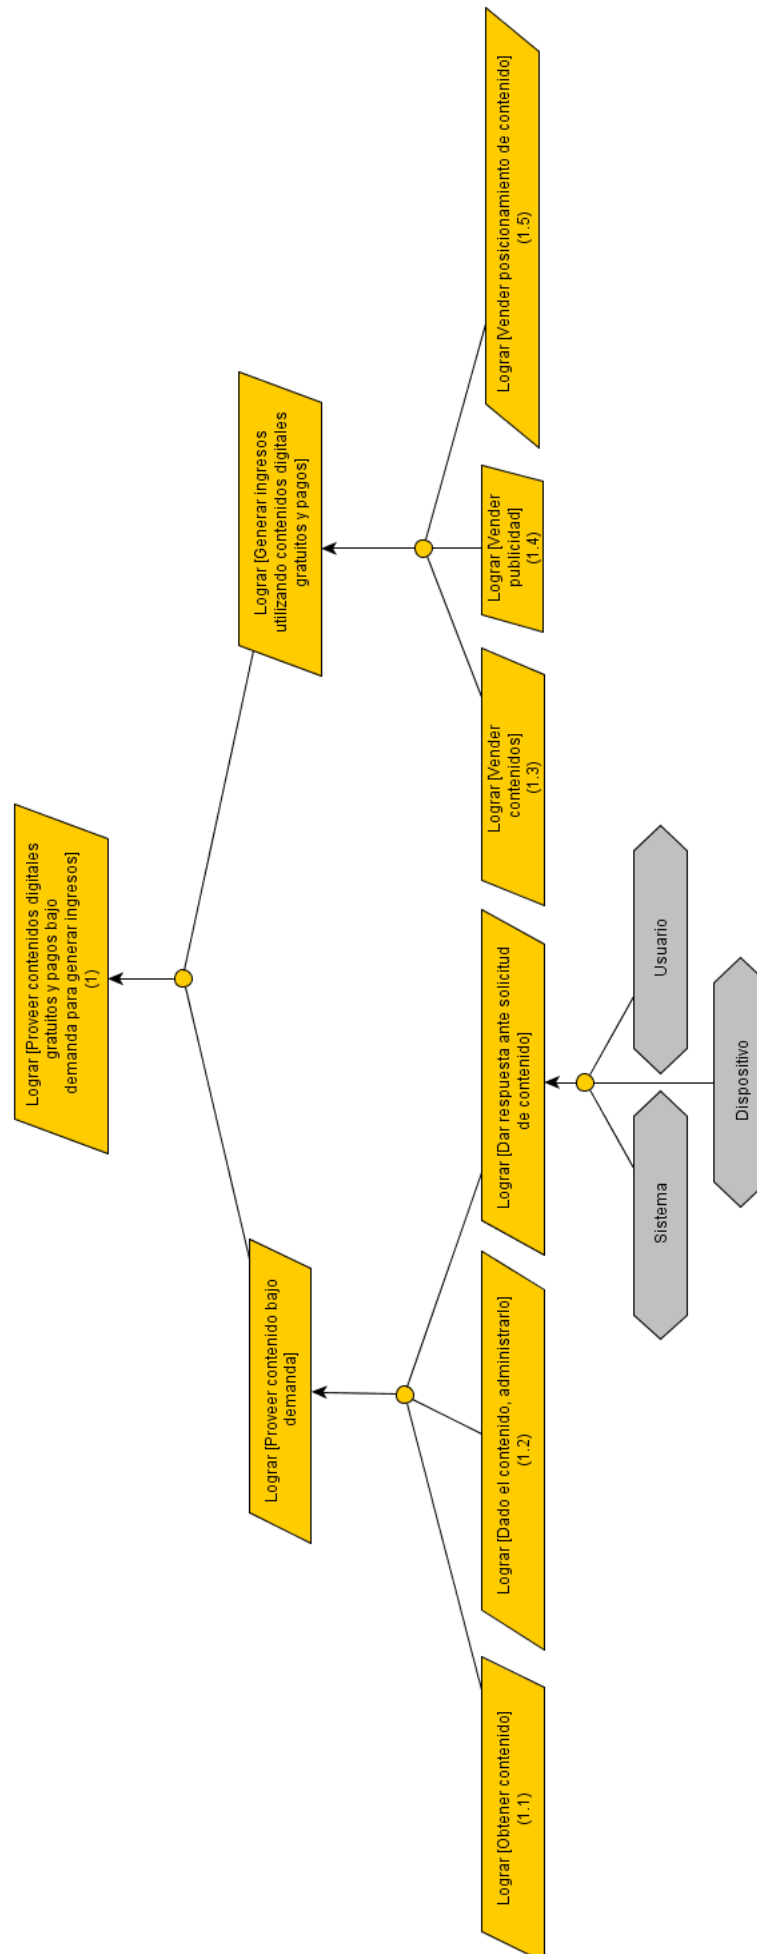 Lograr [Proveer contenidos digitales
gratuitos y pagos bajo
demanda para generar ingresos]
(1)
Lograr [Proveer contenido bajo
demanda]
Lograr [Generar ingresos
utilizando contenidos digitales
gratuitos y pagos]
Lograr [Obtener contenido]
(1.1)
Lograr [Dado el contenido, administrarlo]
(1.2)
Lograr [Dar respuesta ante solicitud
de contenido]
Lograr [Vender
contenidos]
(1.3)
Lograr [Vender
publicidad]
(1.4)
Lograr [Vender posicionamiento de contenido]
(1.5)
Sistema
Usuario
Dispositivo